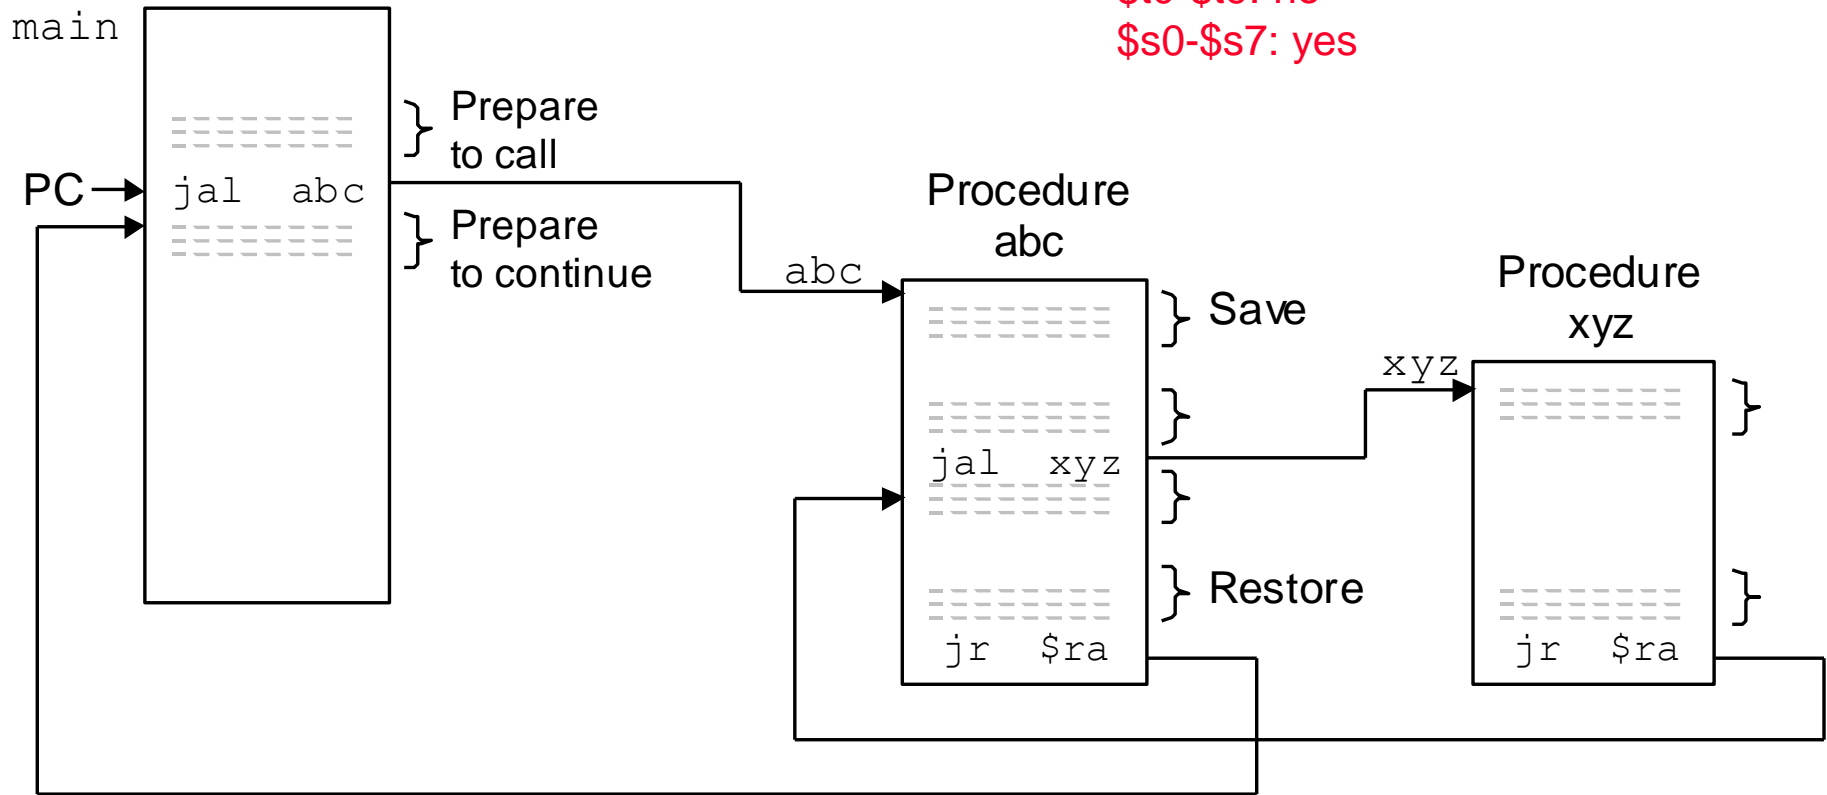 main
$s0-$s7: yes
Prepare
to call
PC
jal abc
Prepare
to continue
Procedure
abc
abc
Save
Procedure
xyz
xyz
jal xyz
Restore
jr $ra
jr $ra